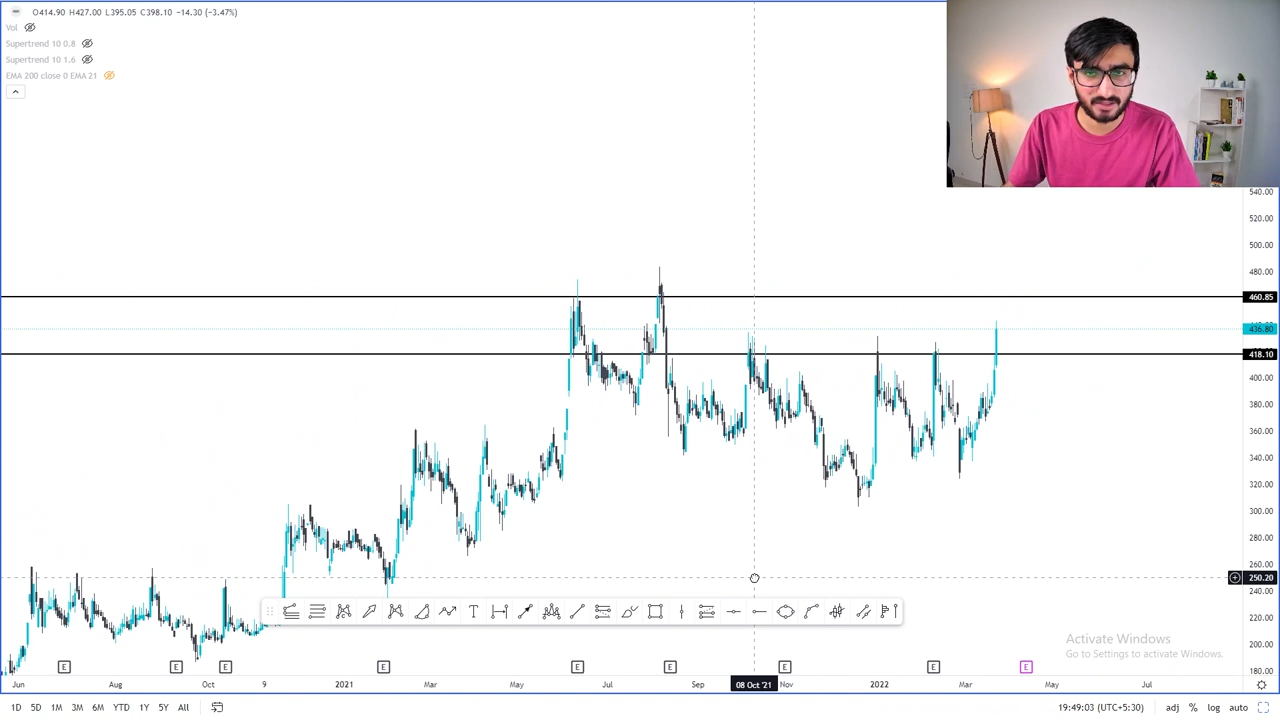 O414.90 H427.00 L395.05 C398.10 −14.30 (−3.47%)
Vol
Supertrend 10 0.8
Supertrend 10 1.6
EMA 200 close 0 EMA 21
540.00
520.00
500.00
480.00
460.85
436.80
418.10
400.00
380.00
360.00
340.00
320.00
300.00
280.00
260.00
250.20
240.00
220.00
200.00
180.00
T
Activate Windows
Go to Settings to activate Windows.
E E E E E E E E E
Jun Aug Oct 9 2021 Mar May Jul Sep 08 Oct '21 Nov 2022 Mar May Jul
1D 5D 1M 3M 6M YTD 1Y 5Y All 19:49:03 (UTC+5:30) adj % log auto